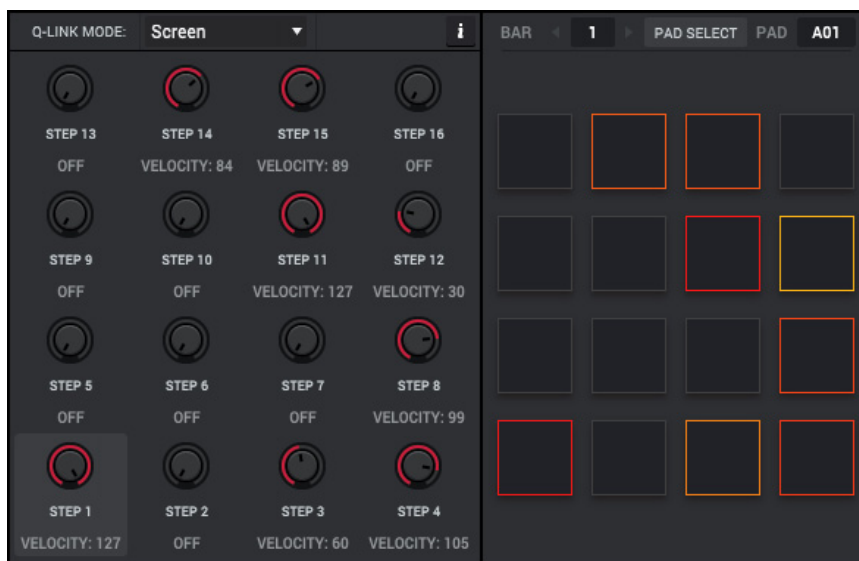 Q-LINK MODE: Screen i BAR 1 PAD SELECT PAD A01
STEP 13 STEP 14 STEP 15 STEP 16
OFF VELOCITY: 84 VELOCITY: 89 OFF
STEP 9 STEP 10 STEP 11 STEP 12
OFF OFF VELOCITY: 127 VELOCITY: 30
STEP 5 STEP 6 STEP 7 STEP 8
OFF OFF OFF VELOCITY: 99
STEP 1 STEP 2 STEP 3 STEP 4
VELOCITY: 127 OFF VELOCITY: 60 VELOCITY: 105